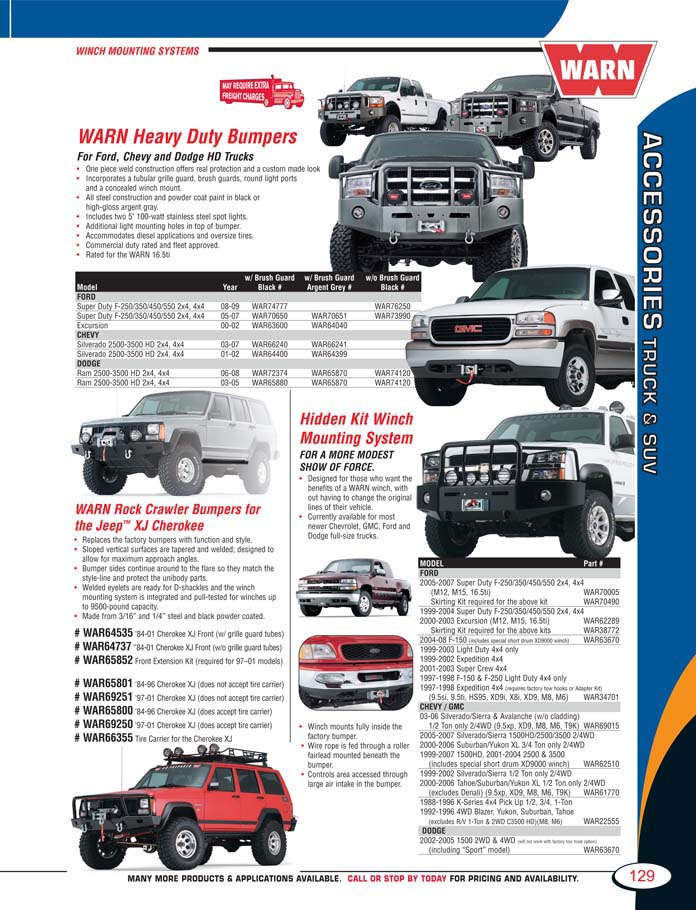 WINCH MOUNTING SYSTEMS
WARN
MAY REQUIRE EXTRA
FREIGHT CHARGES
WARN Heavy Duty Bumpers
For Ford, Chevy and Dodge HD Trucks
• One piece weld construction offers real protection and a custom made look
• Incorporates a tubular grille guard, brush guards, round light ports
and a concealed winch mount.
• All steel construction and powder coat paint in black or
high-gloss argent gray.
• Includes two 5" 100-watt stainless steel spot lights.
• Additional light mounting holes in top of bumper.
• Accommodates diesel applications and oversize tires.
• Commercial duty rated and fleet approved.
• Rated for the WARN 16.5ti
w/ Brush Guard w/ Brush Guard w/o Brush Guard
Model Year Black # Argent Grey # Black #
FORD
Super Duty F-250/350/450/550 2x4, 4x4 08-09 WAR74777 WAR76250
Super Duty F-250/350/450/550 2x4, 4x4 05-07 WAR70650 WAR70651 WAR73990
Excursion 00-02 WAR63600 WAR64040
CHEVY
Silverado 2500-3500 HD 2x4, 4x4 03-07 WAR66240 WAR66241
Silverado 2500-3500 HD 2x4, 4x4 01-02 WAR64400 WAR64399
DODGE
Ram 2500-3500 HD 2x4, 4x4 06-08 WAR72374 WAR65870 WAR74120
Ram 2500-3500 HD 2x4, 4x4 03-05 WAR65880 WAR65870 WAR74120
GMC
ACCESSORIES TRUCK & SUV
WARN Rock Crawler Bumpers for
the Jeep™ XJ Cherokee
• Replaces the factory bumpers with function and style.
• Sloped vertical surfaces are tapered and welded; designed to
allow for maximum approach angles.
• Bumper sides continue around to the flare so they match the
style-line and protect the unibody parts.
• Welded eyelets are ready for D-shackles and the winch
mounting system is integrated and pull-tested for winches up
to 9500-pound capacity.
• Made from 3/16" and 1/4" steel and black powder coated.
# WAR64535 '84-01 Cherokee XJ Front (w/ grille guard tubes)
# WAR64737 "84-01 Cherokee XJ Front (w/o grille guard tubes)
# WAR65852 Front Extension Kit (required for 97–01 models)
# WAR65801 '84-96 Cherokee XJ (does not accept tire carrier)
# WAR69251 '97-01 Cherokee XJ (does not accept tire carrier)
# WAR65800 '84-96 Cherokee XJ (accepts tire carrier)
# WAR69250 '97-01 Cherokee XJ (accepts tire carrier)
# WAR66355 Tire Carrier for the Cherokee XJ
Hidden Kit Winch
Mounting System
FOR A MORE MODEST
SHOW OF FORCE.
• Designed for those who want the
benefits of a WARN winch, with
out having to change the original
lines of their vehicle.
• Currently available for most
newer Chevrolet, GMC, Ford and
Dodge full-size trucks.
• Winch mounts fully inside the
factory bumper.
• Wire rope is fed through a roller
fairlead mounted beneath the
bumper.
• Controls area accessed through
large air intake in the bumper.
MODEL Part #
FORD
2005-2007 Super Duty F-250/350/450/550 2x4, 4x4
(M12, M15, 16.5ti) WAR70005
Skirting Kit required for the above kit WAR70490
1999-2004 Super Duty F-250/350/450/550 2x4, 4x4
2000-2003 Excursion (M12, M15, 16.5ti) WAR62289
Skirting Kit required for the above kits WAR38772
2004-08 F-150 (includes special short drum XD9000 winch) WAR63670
1999-2003 Light Duty 4x4 only
1999-2002 Expedition 4x4
2001-2003 Super Crew 4x4
1997-1998 F-150 & F-250 Light Duty 4x4 only
1997-1998 Expedition 4x4 (requires factory tow hooks or Adapter Kit)
(9.5si, 9.5ti, HS95, XD9i, X8i, XD9, M8, M6) WAR34701
CHEVY / GMC
03-06 Silverado/Sierra & Avalanche (w/o cladding)
1/2 Ton only 2/4WD (9.5xp, XD9, M8, M6, T9K) WAR69015
2005-2007 Silverado/Sierra 1500HD/2500/3500 2/4WD
2000-2006 Suburban/Yukon XL 3/4 Ton only 2/4WD
1999-2007 1500HD, 2001-2004 2500 & 3500
(includes special short drum XD9000 winch) WAR62510
1999-2002 Silverado/Sierra 1/2 Ton only 2/4WD
2000-2006 Tahoe/Suburban/Yukon XL 1/2 Ton only 2/4WD
(excludes Denali) (9.5xp, XD9, M8, M6, T9K) WAR61770
1988-1996 K-Series 4x4 Pick Up 1/2, 3/4, 1-Ton
1992-1996 4WD Blazer, Yukon, Suburban, Tahoe
(excludes R/V 1-Ton & 2WD C3500 HD)(M8, M6) WAR22555
DODGE
2002-2005 1500 2WD & 4WD (will not work with factory tow hook option)
(including "Sport" model) WAR63670
MANY MORE PRODUCTS & APPLICATIONS AVAILABLE. CALL OR STOP BY TODAY FOR PRICING AND AVAILABILITY.
129